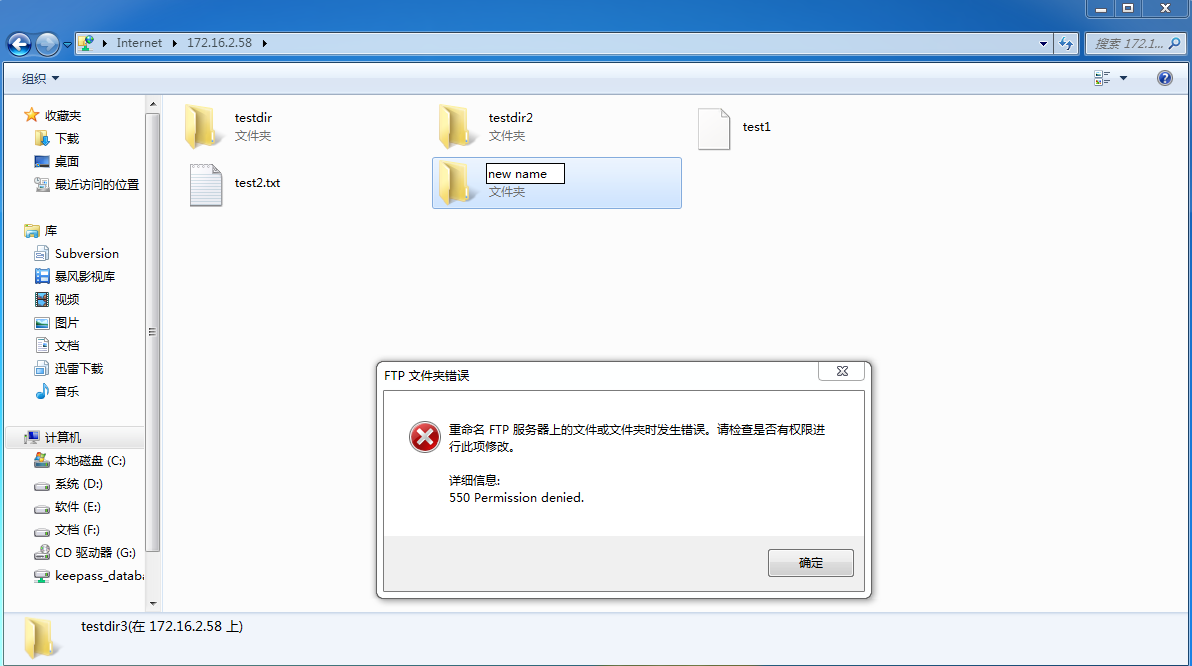 Internet
172.16.2.58
搜索 172.1...
组织
收藏夹
下载
桌面
最近访问的位置
库
Subversion
暴风影视库
视频
图片
文档
迅雷下载
音乐
计算机
本地磁盘 (C:)
系统 (D:)
软件 (E:)
文档 (F:)
CD 驱动器 (G:)
keepass_databa
testdir
文件夹
testdir2
文件夹
test1
test2.txt
new name
文件夹
FTP 文件夹错误
重命名 FTP 服务器上的文件或文件夹时发生错误。请检查是否有权限进
行此项修改。
详细信息:
550 Permission denied.
确定
testdir3(在 172.16.2.58 上)